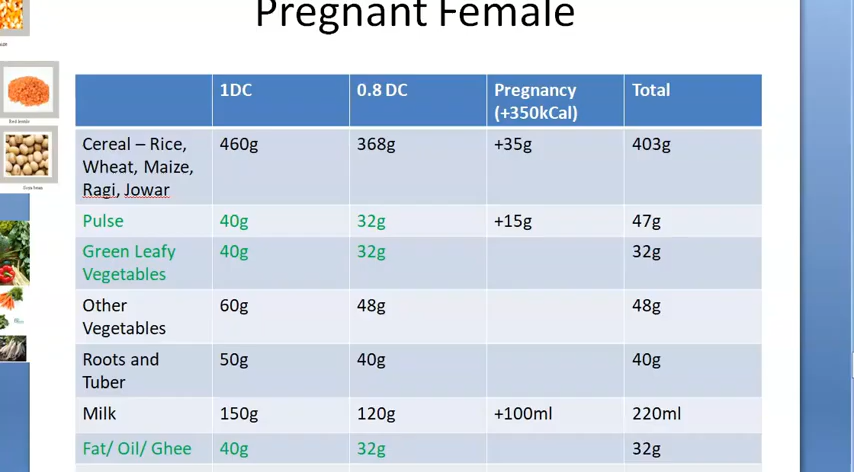 Pregnant Female
1DC 0.8 DC Pregnancy (+350kCal) Total
Cereal – Rice, Wheat, Maize, Ragi, Jowar 460g 368g +35g 403g
Pulse 40g 32g +15g 47g
Green Leafy Vegetables 40g 32g 32g
Other Vegetables 60g 48g 48g
Roots and Tuber 50g 40g 40g
Milk 150g 120g +100ml 220ml
Fat/ Oil/ Ghee 40g 32g 32g